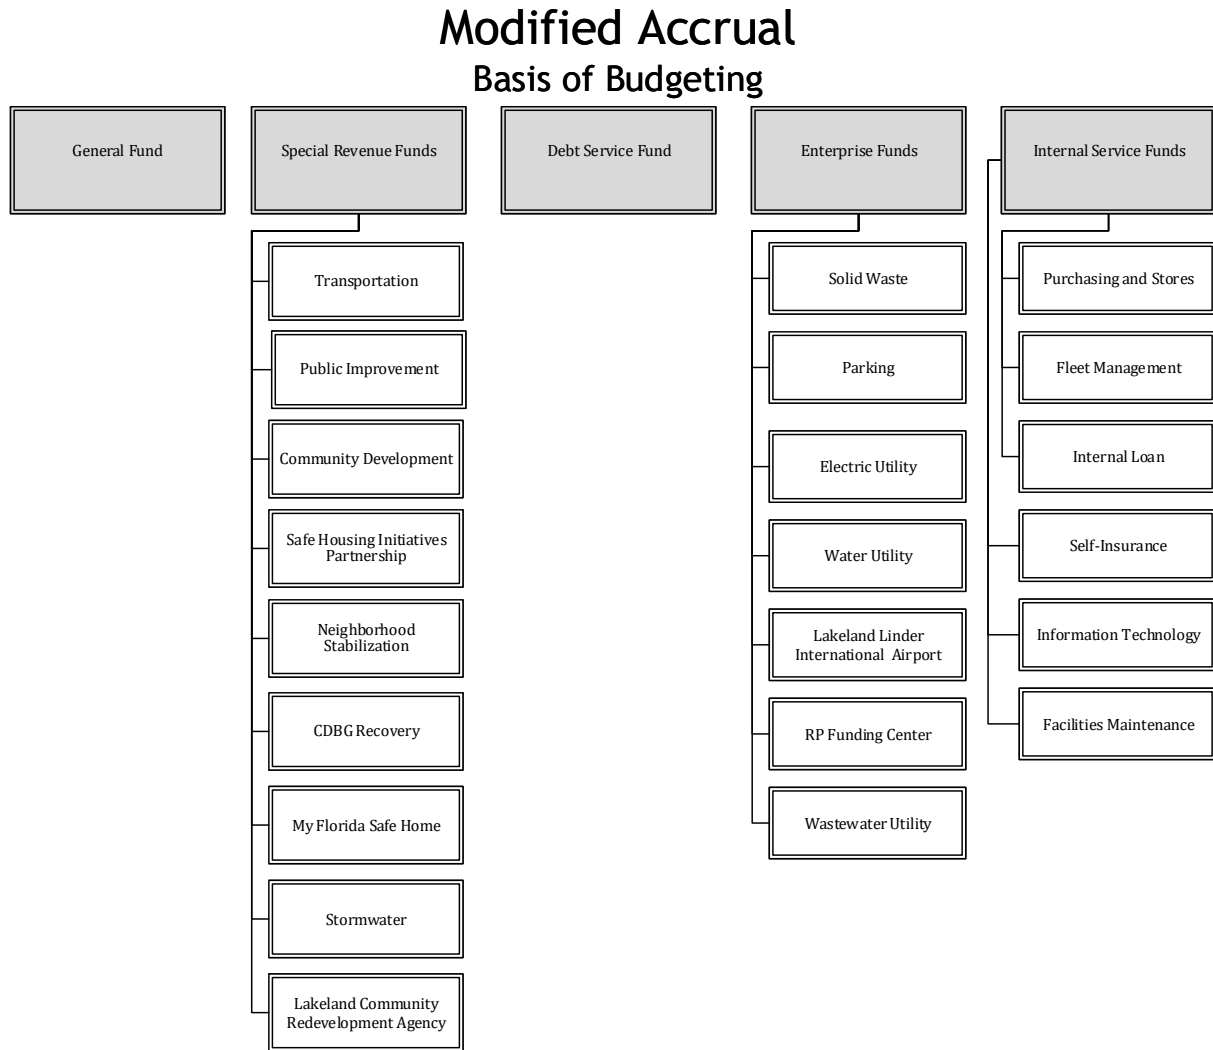 Modified Accrual
Basis of Budgeting
General Fund
Special Revenue Funds
Debt Service Fund
Enterprise Funds
Internal Service Funds
Transportation
Public Improvement
Community Development
Safe Housing Initiatives
Partnership
Neighborhood
Stabilization
CDBG Recovery
My Florida Safe Home
Stormwater
Lakeland Community
Redevelopment Agency
Solid Waste
Parking
Electric Utility
Water Utility
Lakeland Linder
International Airport
RP Funding Center
Wastewater Utility
Purchasing and Stores
Fleet Management
Internal Loan
Self-Insurance
Information Technology
Facilities Maintenance